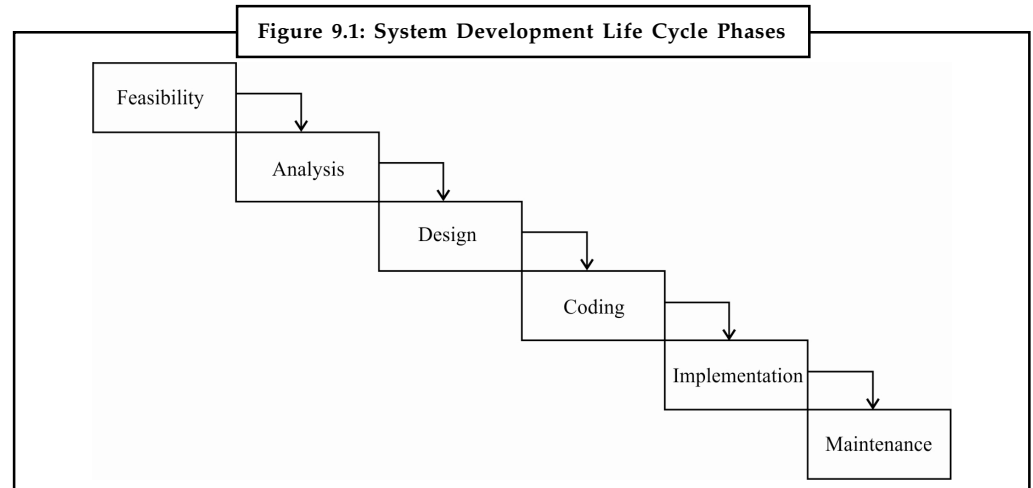 Figure 9.1: System Development Life Cycle Phases
Feasibility
Analysis
Design
Coding
Implementation
Maintenance